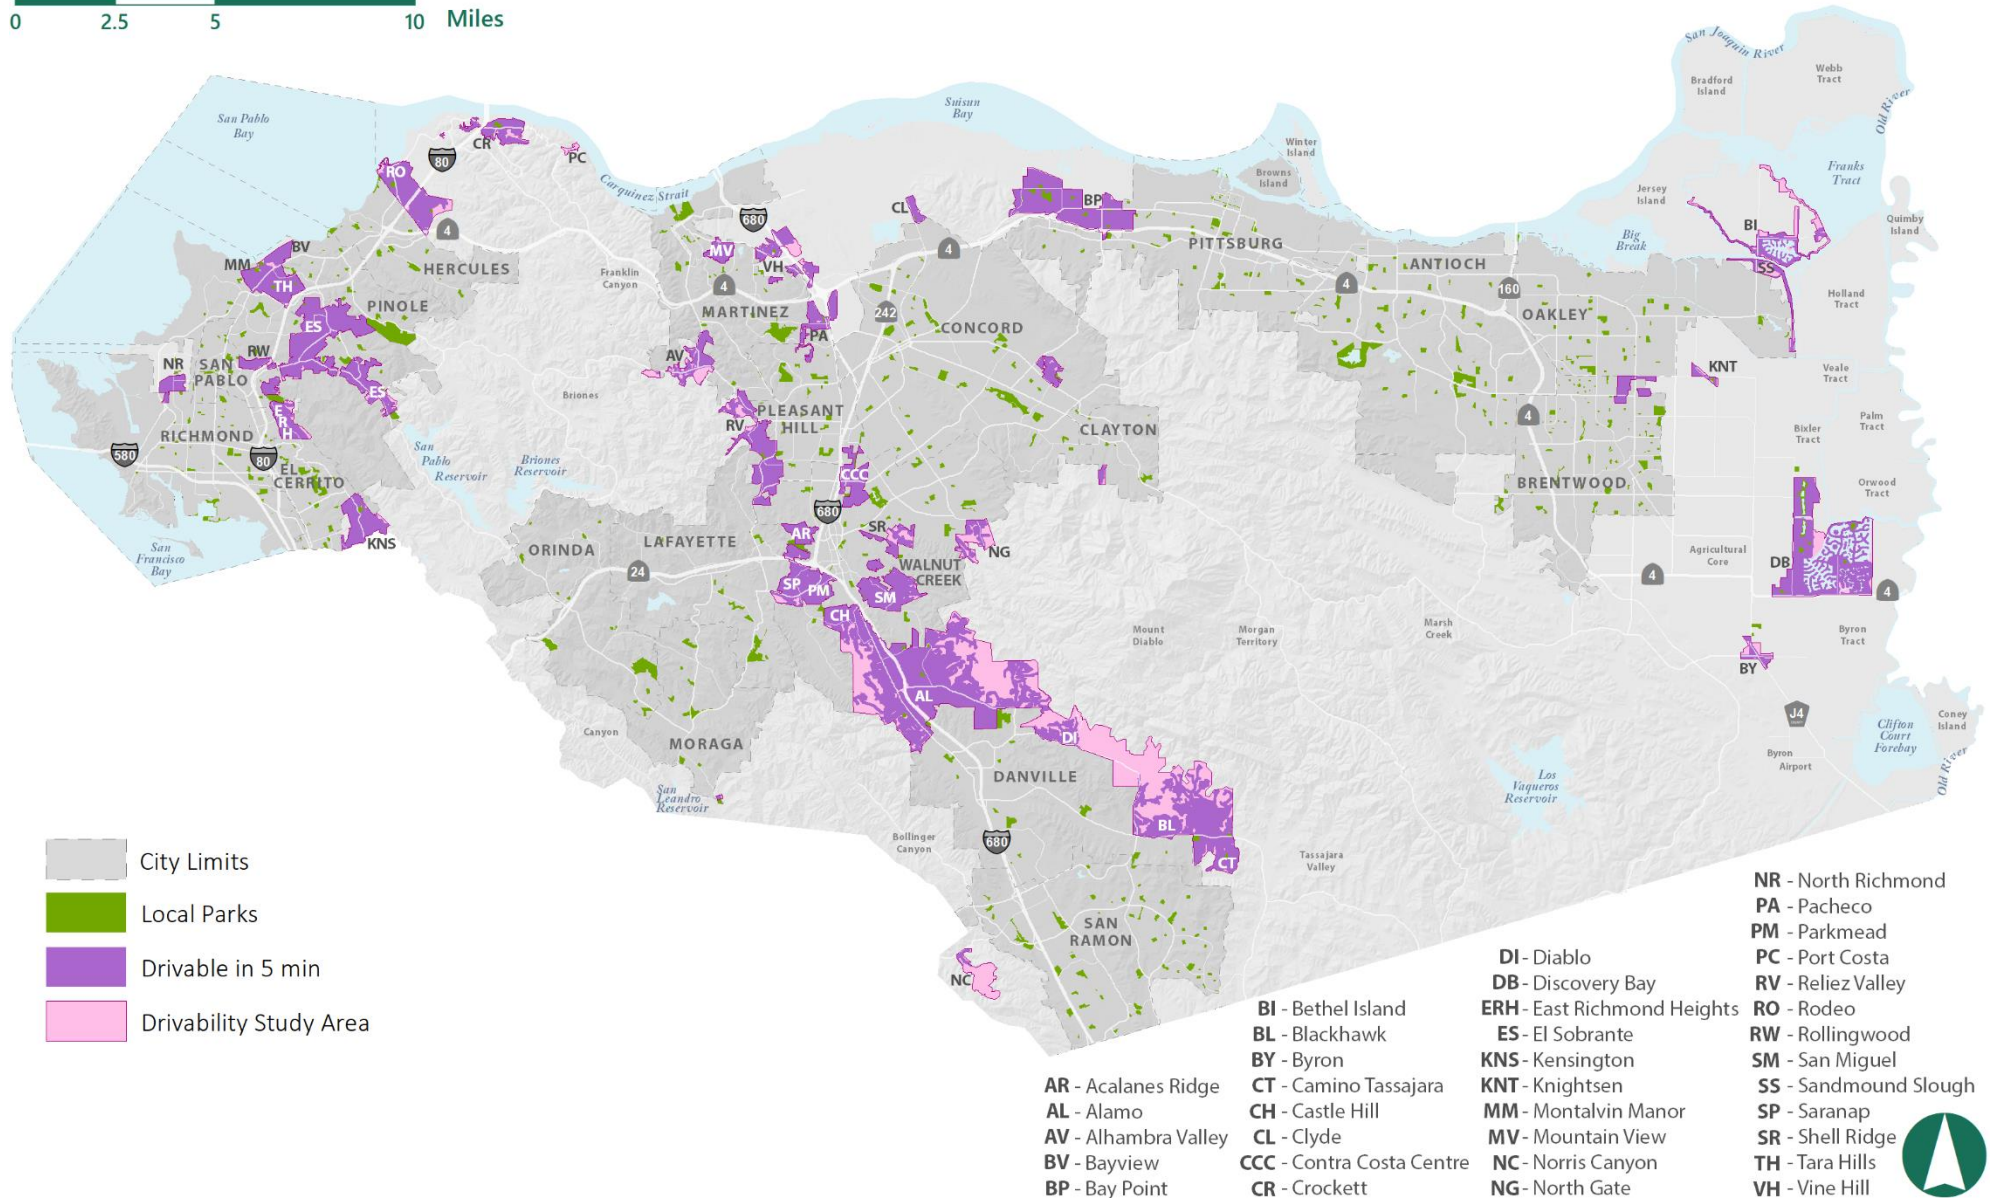 0 2.5 5 10 Miles
San Joaquin River
Webb
Tract
Bradford
Island
Old River
San Pablo
Bay
Suisun
Bay
CR
80
PC
Winter
Island
Browns
Island
Franks
Tract
RO
Carquinez Strait
Jersey
Island
Quimby
Island
CL
BP
680
BI
Big
Break
4
BV
MM
TH
HERCULES
Franklin
Canyon
MV
VH
4
4
PITTSBURG
ANTIOCH
SS
4
160
Holland
Tract
PINOLE
ES
MARTINEZ
242
CONCORD
OAKLEY
PA
RW
NR
SAN
PABLO
AV
KNT
Veale
Tract
ES
Briones
E
R
H
PLEASANT
HILL
RV
CLAYTON
4
Palm
Tract
Bixler
Tract
RICHMOND
580
80
EL
CERRITO
San
Pablo
Reservoir
Briones
Reservoir
CCC
BRENTWOOD
Orwood
Tract
680
KNS
San
Francisco
Bay
ORINDA
LAFAYETTE
AR
SR
NG
WALNUT
CREEK
24
SP
PM
SM
Agricultural
Core
DB
4
4
CH
Mount
Diablo
Morgan
Territory
Marsh
Creek
Byron
Tract
BY
AL
Canyon
MORAGA
DI
J4
Clifton
Court
Forebay
Coney
Island
Old River
Byron
Airport
DANVILLE
San
Leandro
Reservoir
Los
Vaqueros
Reservoir
BL
680
Bollinger
Canyon
CT
Tassajara
Valley
SAN
RAMON
NC
City Limits
Local Parks
Drivable in 5 min
Drivability Study Area
AR - Acalanes Ridge
AL - Alamo
AV - Alhambra Valley
BV - Bayview
BP - Bay Point
BI - Bethel Island
BL - Blackhawk
BY - Byron
CT - Camino Tassajara
CH - Castle Hill
CL - Clyde
CCC - Contra Costa Centre
CR - Crockett
DI - Diablo
DB - Discovery Bay
ERH - East Richmond Heights
ES - El Sobrante
KNS - Kensington
KNT - Knightsen
MM - Montalvin Manor
MV - Mountain View
NC - Norris Canyon
NG - North Gate
NR - North Richmond
PA - Pacheco
PM - Parkmead
PC - Port Costa
RV - Reliez Valley
RO - Rodeo
RW - Rollingwood
SM - San Miguel
SS - Sandmound Slough
SP - Saranap
SR - Shell Ridge
TH - Tara Hills
VH - Vine Hill